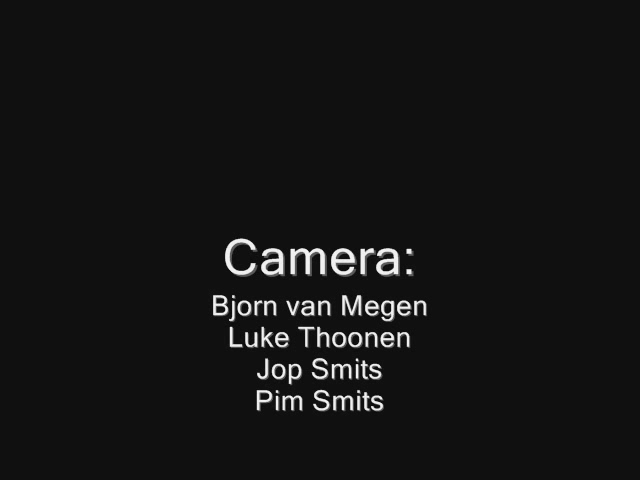 Camera:
Bjorn van Megen
Luke Thoonen
Jop Smits
Pim Smits